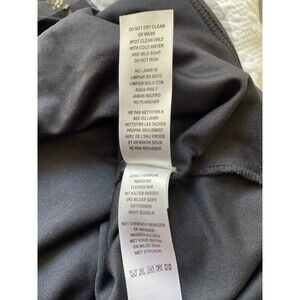 DO NOT DRY CLEAN
OR WASH
SPOT CLEAN ONLY
WITH COLD WATER
AND MILD SOAP
DO NOT IRON
NO LAVAR NI
LIMPIAR EN SECO
SOLO LIMPIAR CON
AGUA FRIA Y
JABON NEUTRO
NO PLANCHAR
NE PAS NETTOYER A
SEC OU LAVER
NETTOYER LES TACHES
PROPRE SEULEMENT
AVEC DE L'EAU FROIDE
ET UN SAVON DOUX
NE PAS REPASSER
KEINE CHEMISCHE
REINIGUNG
FLECKEN NUR
MIT KALTEM WASSER
UND MILDER SEIFE
ENTFERNEN
NICHT BÜGELN
NIET CHEMISCH REINIGEN
OF WASSEN
WASSEN ALLEEN
MET KOUD WATER
EN MILDE ZEEP
NIET STRIJKEN